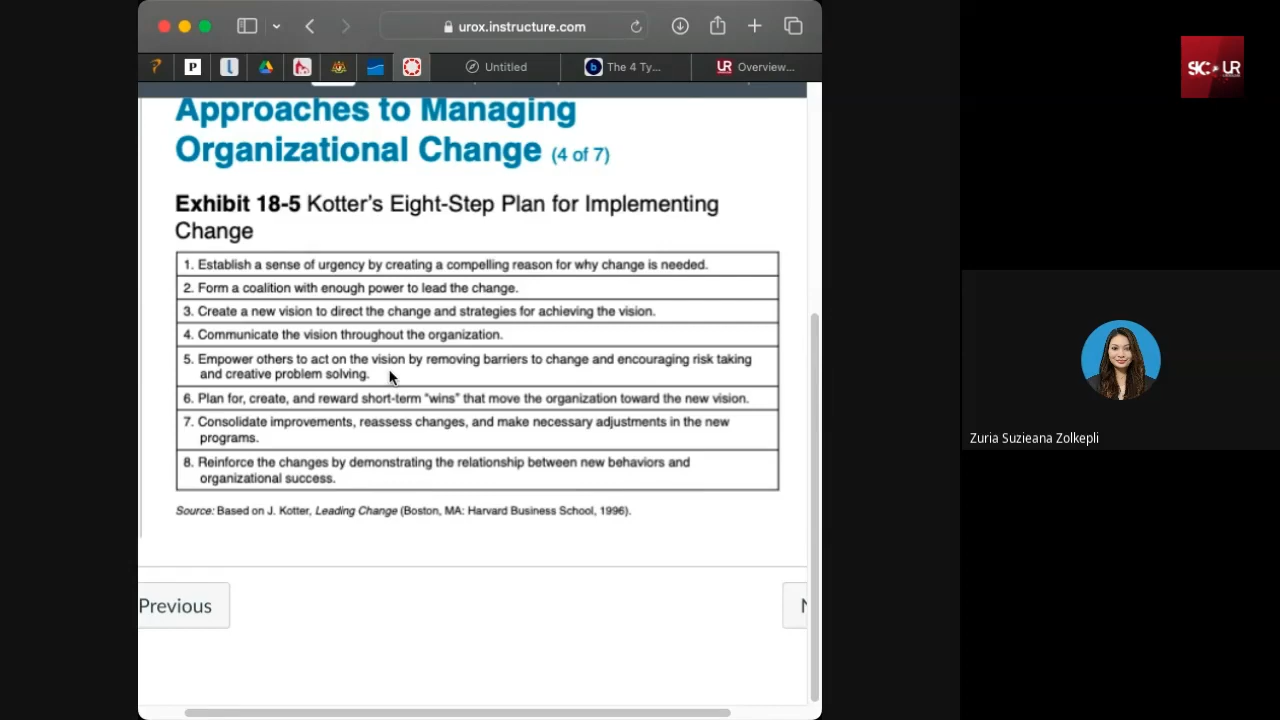 urox.instructure.com
P
Untitled
b
The 4 Ty...
UR
Overview...
Approaches to Managing
Organizational Change (4 of 7)
Exhibit 18-5 Kotter's Eight-Step Plan for Implementing
Change
1. Establish a sense of urgency by creating a compelling reason for why change is needed.
2. Form a coalition with enough power to lead the change.
3. Create a new vision to direct the change and strategies for achieving the vision.
4. Communicate the vision throughout the organization.
5. Empower others to act on the vision by removing barriers to change and encouraging risk taking
and creative problem solving.
6. Plan for, create, and reward short-term "wins" that move the organization toward the new vision.
7. Consolidate improvements, reassess changes, and make necessary adjustments in the new
programs.
8. Reinforce the changes by demonstrating the relationship between new behaviors and
organizational success.
Source: Based on J. Kotter, Leading Change (Boston, MA: Harvard Business School, 1996).
Previous
Zuria Suzieana Zolkepli